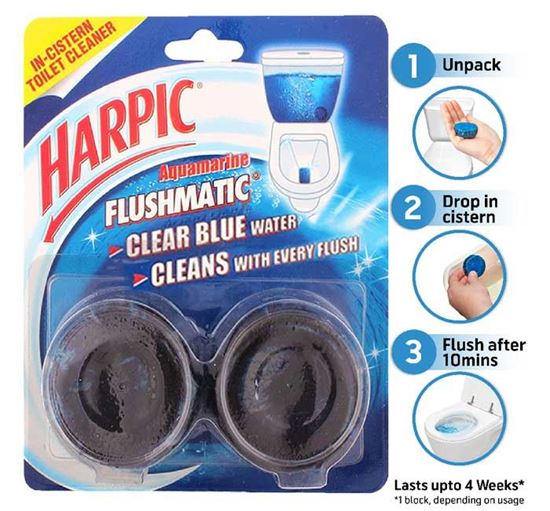 IN-CISTERN
TOILET CLEANER
HARPIC®
Aquamarine
FLUSHMATIC®
CLEAR BLUE WATER
CLEANS WITH EVERY FLUSH
1 Unpack
2 Drop in
cistern
3 Flush after
10mins
Lasts upto 4 Weeks*
*1 block, depending on usage